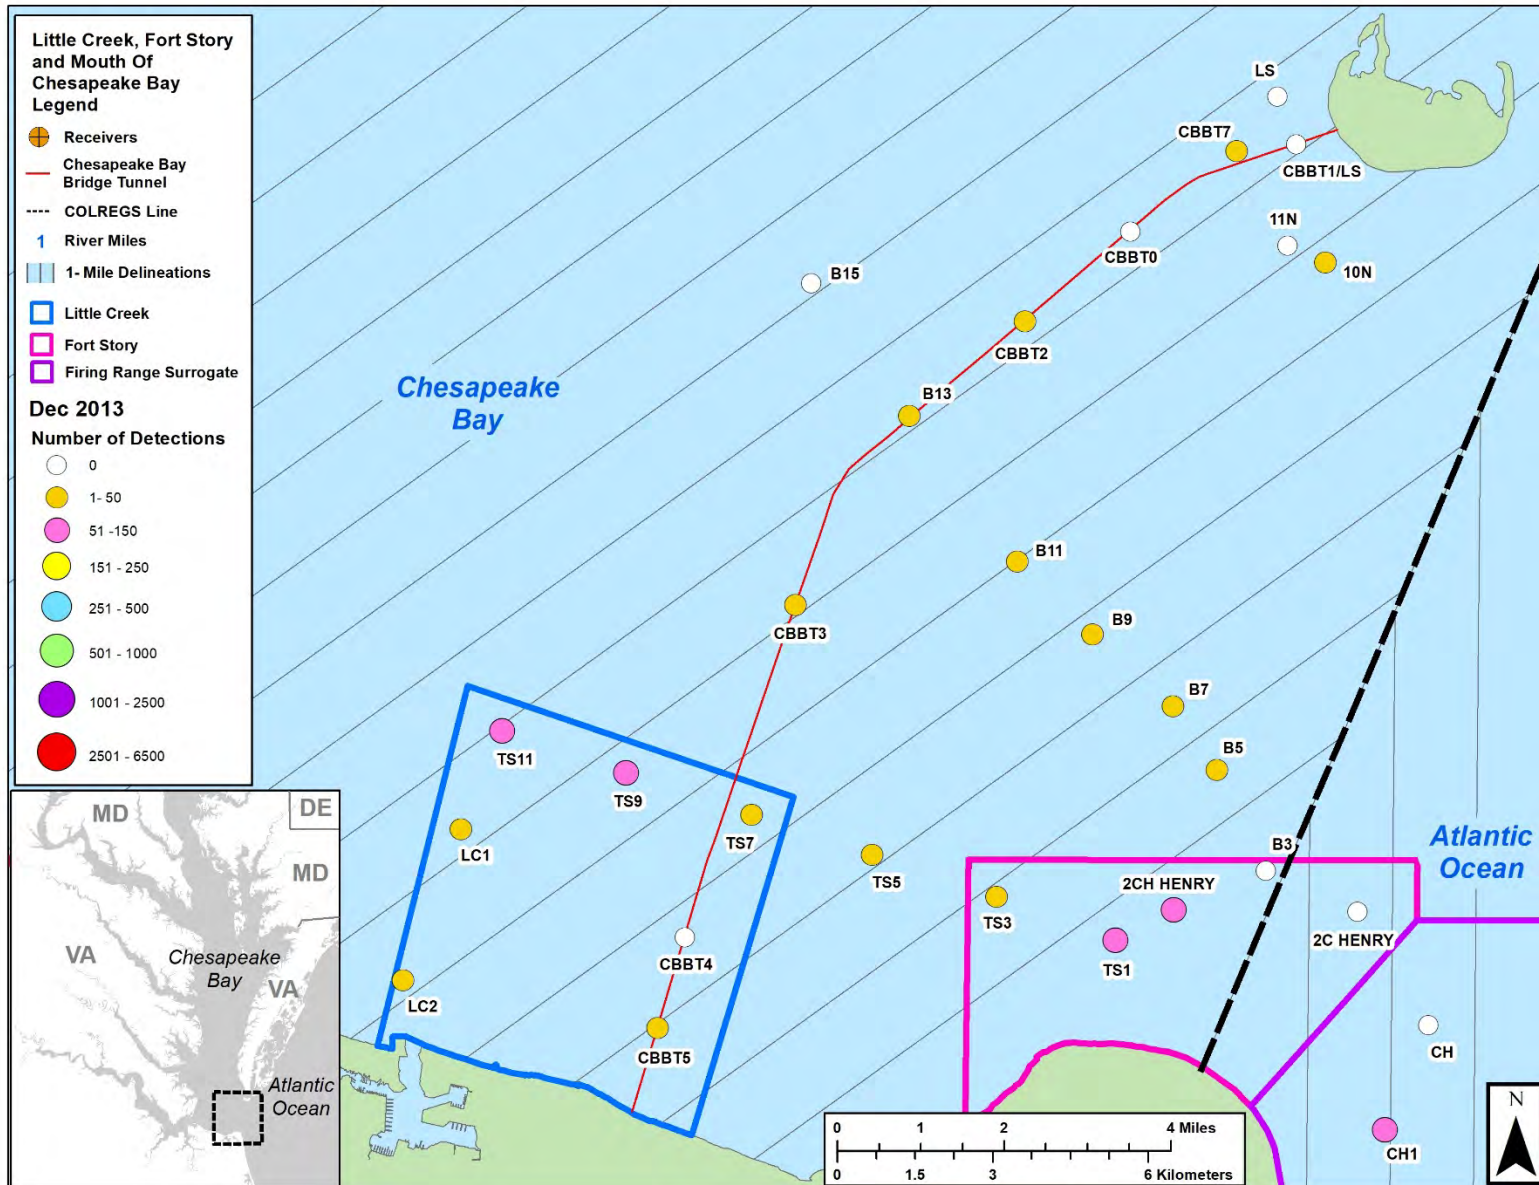 Little Creek, Fort Story
and Mouth Of
Chesapeake Bay
Legend
Receivers
Chesapeake Bay
Bridge Tunnel
COLREGS Line
1 River Miles
1- Mile Delineations
Little Creek
Fort Story
Firing Range Surrogate
Dec 2013
Number of Detections
0
1- 50
51 -150
151 - 250
251 - 500
501 - 1000
1001 - 2500
2501 - 6500
LS
CBBT7
CBBT1/LS
11N
CBBT0
10N
B15
CBBT2
Chesapeake
Bay
B13
B11
CBBT3
B9
B7
TS11
B5
TS9
TS7
LC1
TS5
B3
Atlantic
Ocean
2CH HENRY
TS3
2C HENRY
TS1
CBBT4
LC2
CBBT5
CH
CH1
MD
DE
MD
VA
Chesapeake
Bay
VA
Atlantic
Ocean
0 1 2 4 Miles
0 1.5 3 6 Kilometers
N